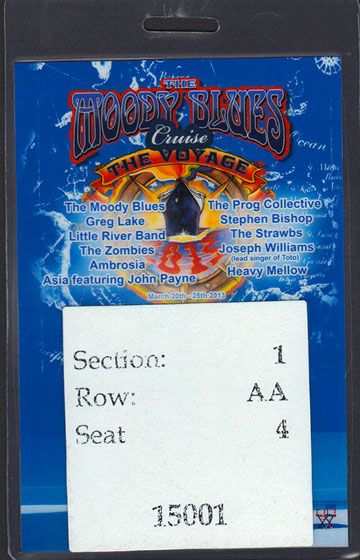 THE
MOODY BLUES
Cruise
THE VOYAGE
The Moody Blues
Greg Lake
Little River Band
The Zombies
Ambrosia
Asia featuring John Payne
The Prog Collective
Stephen Bishop
The Strawbs
Joseph Williams
(lead singer of Toto)
Heavy Mellow
March 20th - 25th 2013
Section: 1
Row: AA
Seat 4
15001